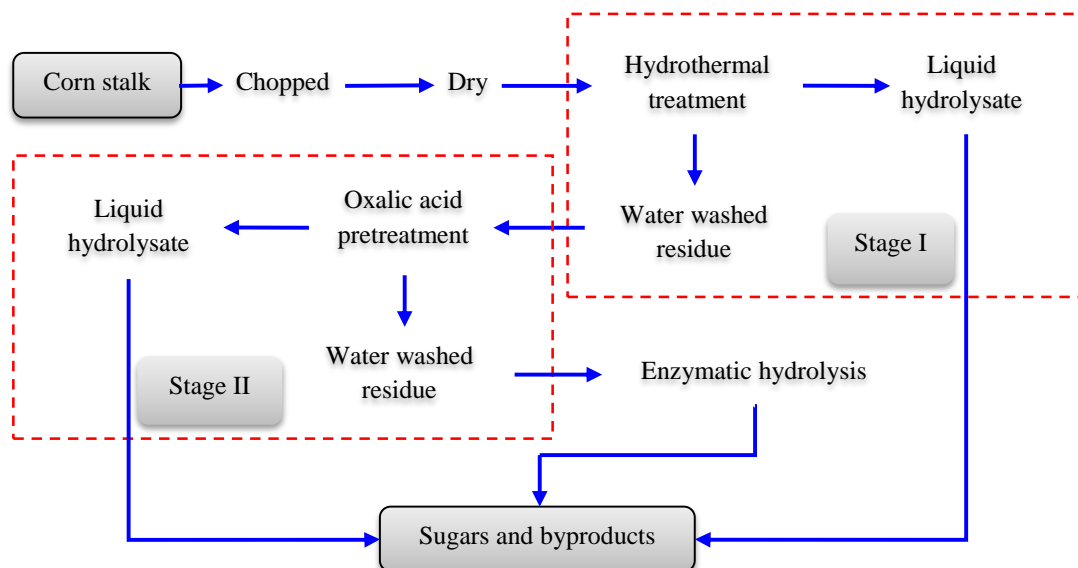 Corn stalk
Chopped
Dry
Hydrothermal
treatment
Liquid
hydrolysate
Water washed
residue
Stage I
Oxalic acid
pretreatment
Liquid
hydrolysate
Water washed
residue
Stage II
Enzymatic hydrolysis
Sugars and byproducts